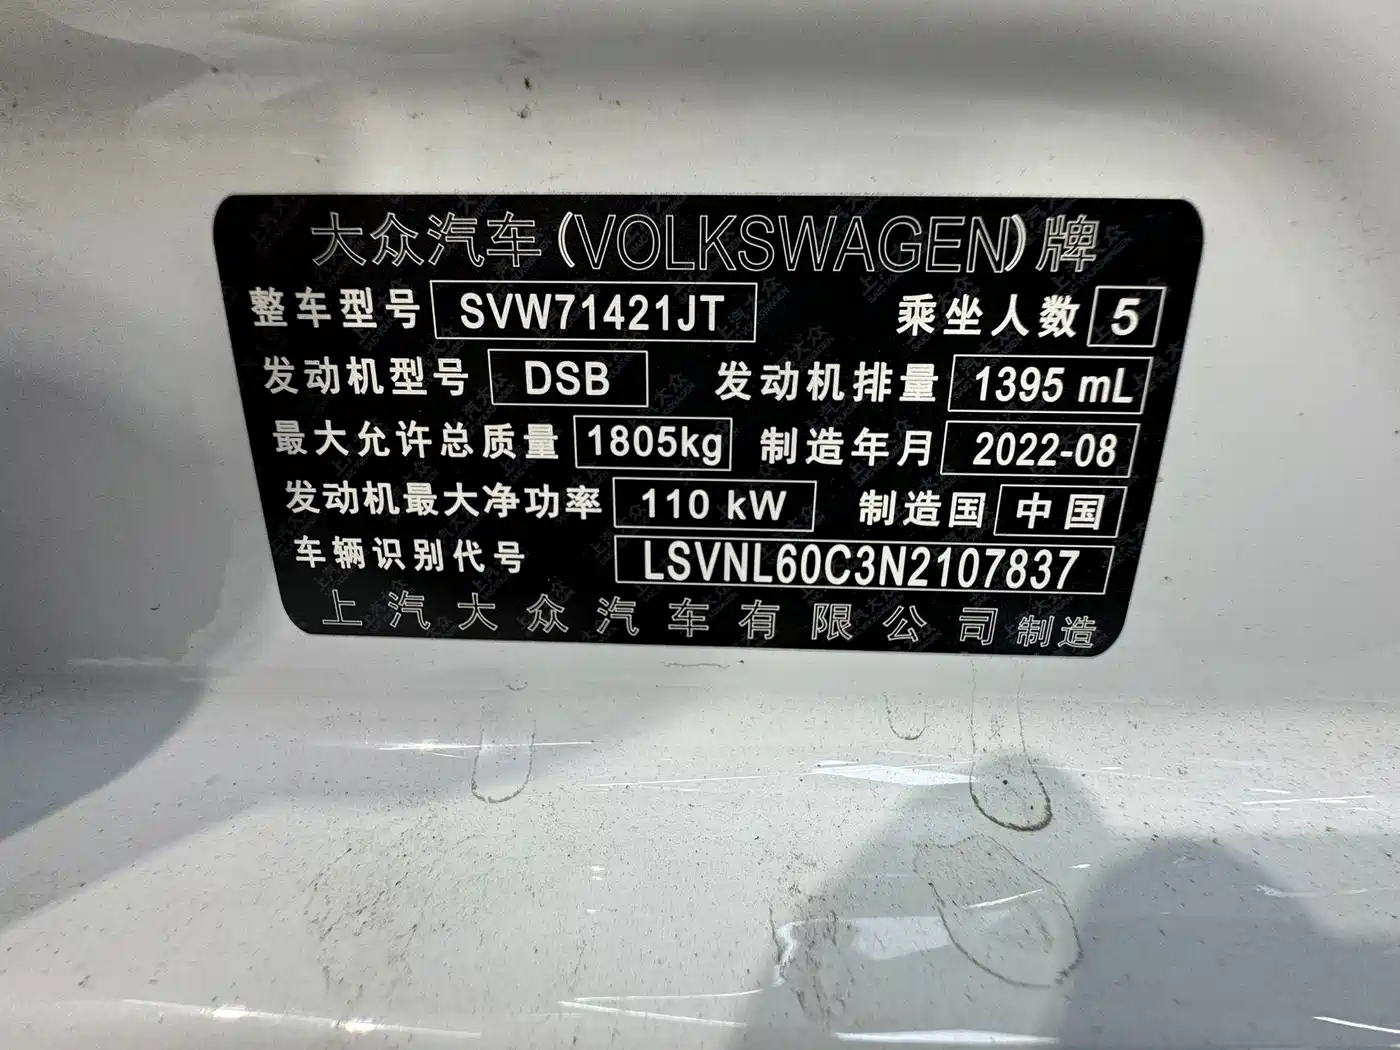 大众汽车(VOLKSWAGEN)牌
整车型号 SVW71421JT 乘坐人数 5
发动机型号 DSB 发动机排量 1395 mL
最大允许总质量 1805kg 制造年月 2022-08
发动机最大净功率 110 kW 制造国 中国
车辆识别代号 LSVNL60C3N2107837
上汽大众汽车有限公司制造